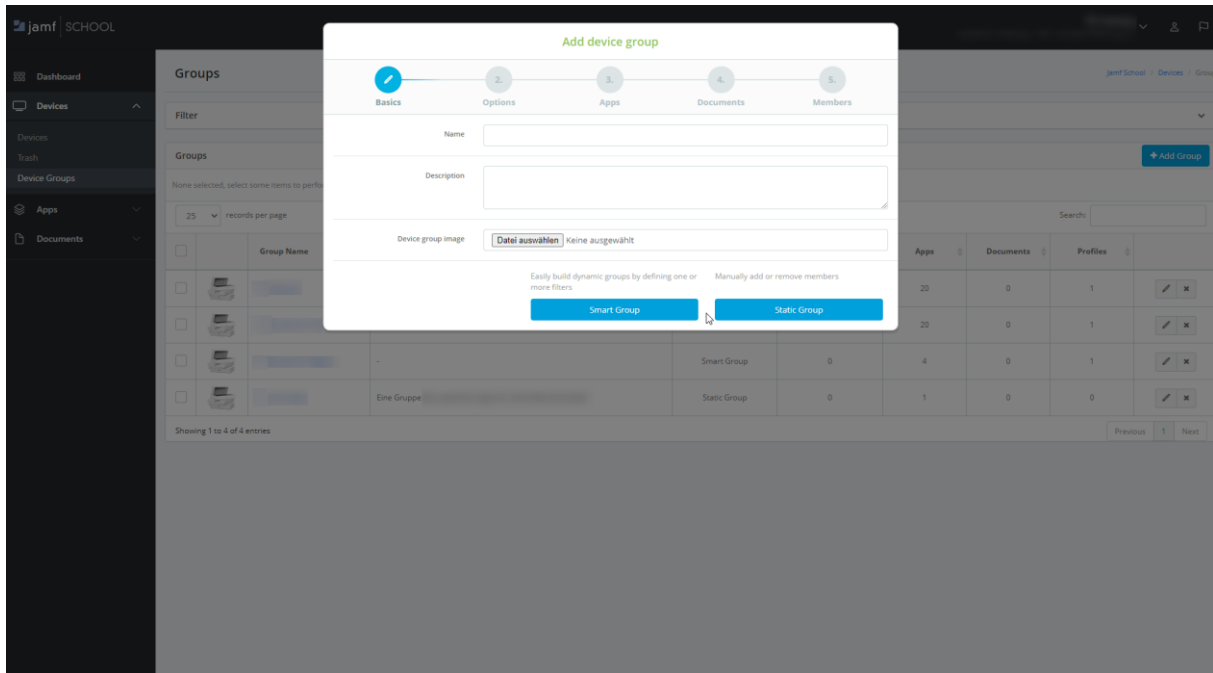 jamf SCHOOL
Dashboard
Devices
Devices
Trash
Device Groups
Apps
Documents
Groups
Jamf School / Devices / Grou
Filter
Groups
+ Add Group
None selected, select some items to perfo
25 records per page
Search:
Group Name
Apps
Documents
Profiles
20 0 1
20 0 1
- Smart Group 0 4 0 1
Eine Gruppe
Static Group 0 1 0 0
Showing 1 to 4 of 4 entries
Previous 1 Next
Add device group
2. 3. 4. 5.
Basics Options Apps Documents Members
Name
Description
Device group image
Datei auswählen Keine ausgewählt
Easily build dynamic groups by defining one or
more filters
Manually add or remove members
Smart Group
Static Group